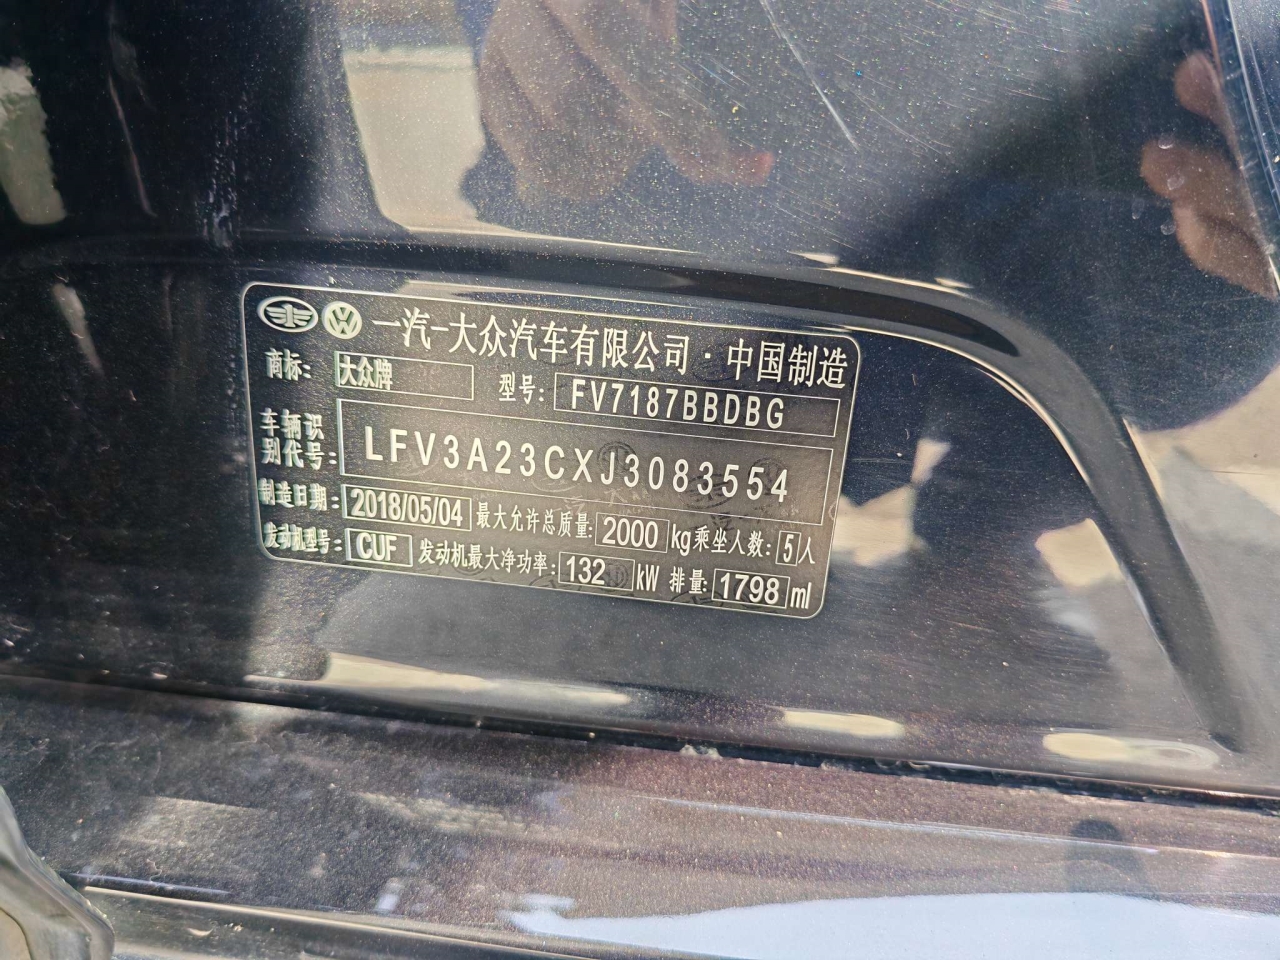 一汽-大众汽车有限公司·中国制造
商标: 大众牌 型号: FV7187BBDBG
车辆识别代号: LFV3A23CXJ3083554
制造日期: 2018/05/04 最大允许总质量: 2000 kg 乘坐人数: 5 人
发动机型号: CUF 发动机最大净功率: 132 kW 排量: 1798 ml